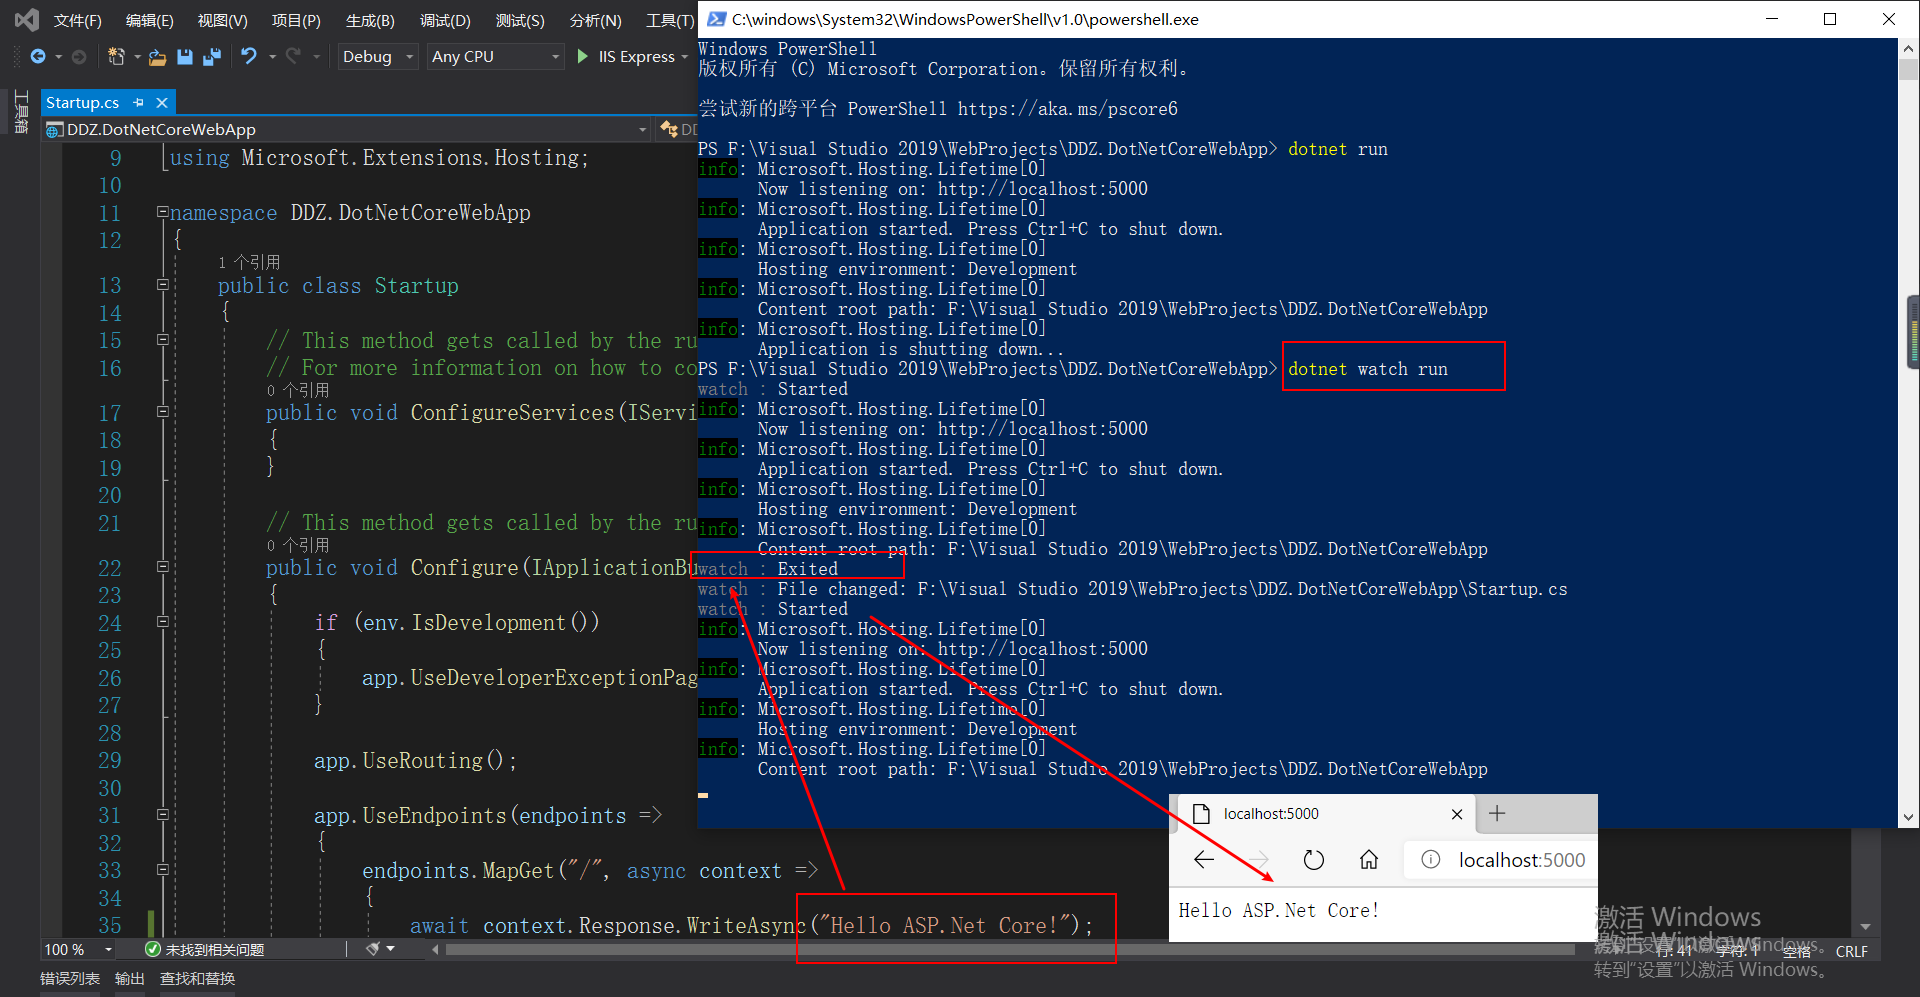 文件(F) 编辑(E) 视图(V) 项目(P) 生成(B) 调试(D) 测试(S) 分析(N) 工具(T)
Debug Any CPU IIS Express
工具箱
Startup.cs
DDZ.DotNetCoreWebApp
9 using Microsoft.Extensions.Hosting;
10
11 namespace DDZ.DotNetCoreWebApp
12 {
1 个引用
13 public class Startup
14 {
15 // This method gets called by the ru
16 // For more information on how to co
0 个引用
17 public void ConfigureServices(IServi
18 {
19 }
20
21 // This method gets called by the ru
0 个引用
22 public void Configure(IApplicationBu
23 {
24 if (env.IsDevelopment())
25 {
26 app.UseDeveloperExceptionPag
27 }
28
29 app.UseRouting();
30
31 app.UseEndpoints(endpoints =>
32 {
33 endpoints.MapGet("/", async context =>
34 {
35 await context.Response.WriteAsync("Hello ASP.Net Core!");
100 % 未找到相关问题
行: 41 字符: 1 空格 CRLF
错误列表 输出 查找和替换
C:\windows\System32\WindowsPowerShell\v1.0\powershell.exe
Windows PowerShell
版权所有 (C) Microsoft Corporation。保留所有权利。
尝试新的跨平台 PowerShell https://aka.ms/pscore6
PS F:\Visual Studio 2019\WebProjects\DDZ.DotNetCoreWebApp> dotnet run
info: Microsoft.Hosting.Lifetime[0]
Now listening on: http://localhost:5000
info: Microsoft.Hosting.Lifetime[0]
Application started. Press Ctrl+C to shut down.
info: Microsoft.Hosting.Lifetime[0]
Hosting environment: Development
info: Microsoft.Hosting.Lifetime[0]
Content root path: F:\Visual Studio 2019\WebProjects\DDZ.DotNetCoreWebApp
info: Microsoft.Hosting.Lifetime[0]
Application is shutting down...
PS F:\Visual Studio 2019\WebProjects\DDZ.DotNetCoreWebApp> dotnet watch run
watch : Started
info: Microsoft.Hosting.Lifetime[0]
Now listening on: http://localhost:5000
info: Microsoft.Hosting.Lifetime[0]
Application started. Press Ctrl+C to shut down.
info: Microsoft.Hosting.Lifetime[0]
Hosting environment: Development
info: Microsoft.Hosting.Lifetime[0]
Content root path: F:\Visual Studio 2019\WebProjects\DDZ.DotNetCoreWebApp
watch : Exited
watch : File changed: F:\Visual Studio 2019\WebProjects\DDZ.DotNetCoreWebApp\Startup.cs
watch : Started
info: Microsoft.Hosting.Lifetime[0]
Now listening on: http://localhost:5000
info: Microsoft.Hosting.Lifetime[0]
Application started. Press Ctrl+C to shut down.
info: Microsoft.Hosting.Lifetime[0]
Hosting environment: Development
info: Microsoft.Hosting.Lifetime[0]
Content root path: F:\Visual Studio 2019\WebProjects\DDZ.DotNetCoreWebApp
localhost:5000
localhost:5000
Hello ASP.Net Core!
激活 Windows
激活 Windows
转到"设置"以激活 Windows。